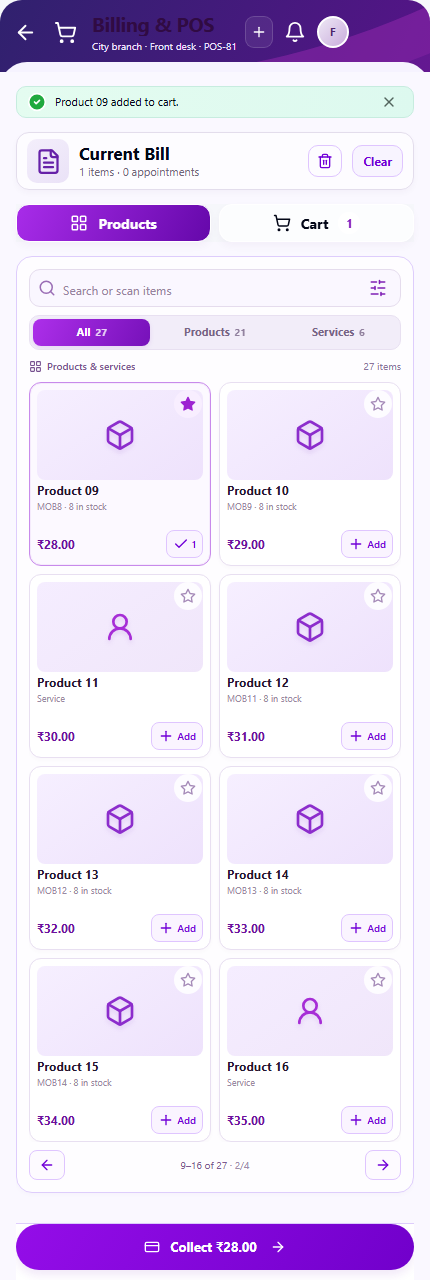 Billing & POS
City branch · Front desk · POS-81
F
Product 09 added to cart.
Current Bill
1 items · 0 appointments
Clear
Products
Cart 1
Search or scan items
All 27
Products 21
Services 6
Products & services
27 items
Product 09
MOB8 · 8 in stock
₹28.00
1
Product 10
MOB9 · 8 in stock
₹29.00
Add
Product 11
Service
₹30.00
Add
Product 12
MOB11 · 8 in stock
₹31.00
Add
Product 13
MOB12 · 8 in stock
₹32.00
Add
Product 14
MOB13 · 8 in stock
₹33.00
Add
Product 15
MOB14 · 8 in stock
₹34.00
Add
Product 16
Service
₹35.00
Add
9–16 of 27 · 2/4
Collect ₹28.00